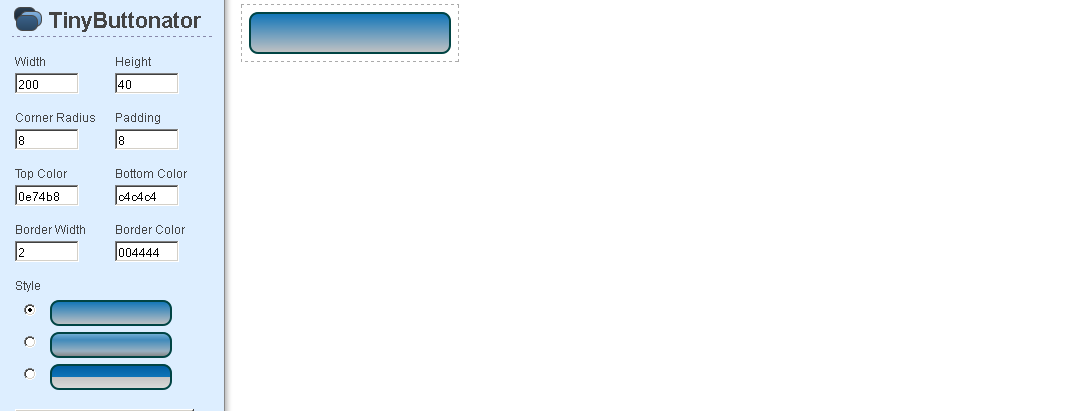 TinyButtonator
Width Height
200 40
Corner Radius Padding
8 8
Top Color Bottom Color
0e74b8 c4c4c4
Border Width Border Color
2 004444
Style